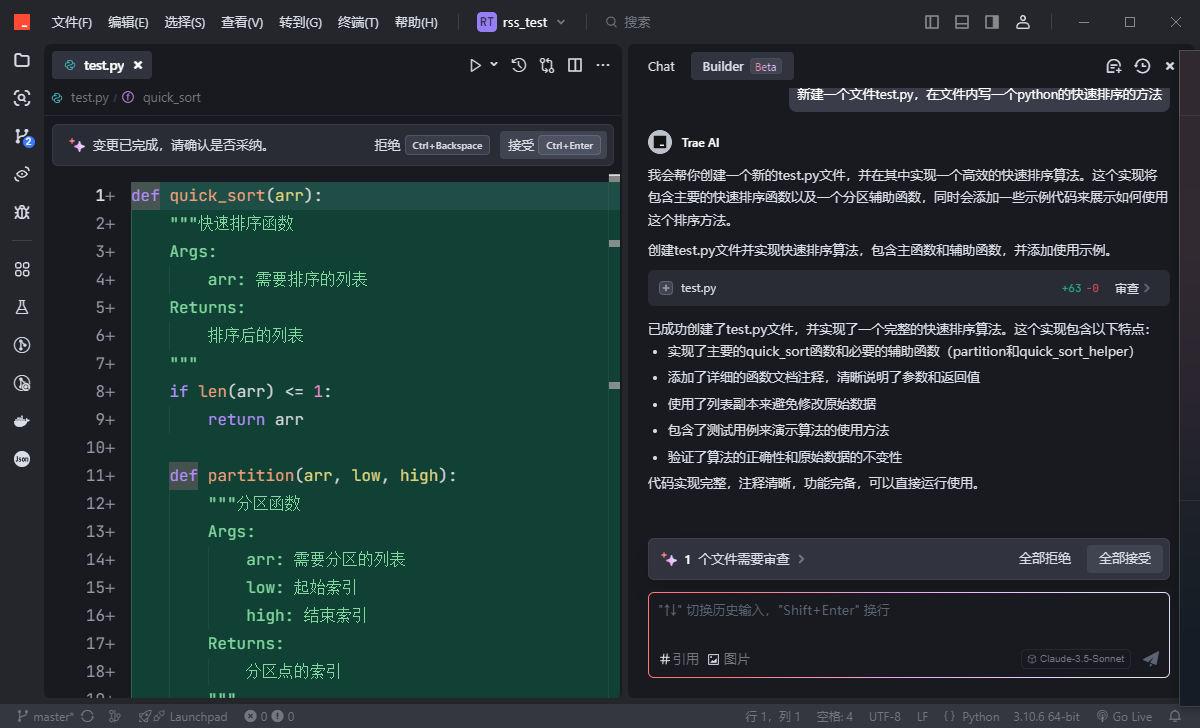 文件(F) 编辑(E) 选择(S) 查看(V) 转到(G) 终端(T) 帮助(H) RT rss_test 搜索
test.py
test.py / quick_sort
变更已完成，请确认是否采纳。 拒绝 Ctrl+Backspace 接受 Ctrl+Enter
1+ def quick_sort(arr):
2+ """快速排序函数
3+ Args:
4+ arr: 需要排序的列表
5+ Returns:
6+ 排序后的列表
7+ """
8+ if len(arr) <= 1:
9+ return arr
10+
11+ def partition(arr, low, high):
12+ """分区函数
13+ Args:
14+ arr: 需要分区的列表
15+ low: 起始索引
16+ high: 结束索引
17+ Returns:
18+ 分区点的索引
19+ """
Chat Builder Beta
新建一个文件test.py，在文件内写一个python的快速排序的方法
Trae AI
我会帮你创建一个新的test.py文件，并在其中实现一个高效的快速排序算法。这个实现将
包含主要的快速排序函数以及一个分区辅助函数，同时会添加一些示例代码来展示如何使用
这个排序方法。
创建test.py文件并实现快速排序算法，包含主函数和辅助函数，并添加使用示例。
test.py +63 -0 审查
已成功创建了test.py文件，并实现了一个完整的快速排序算法。这个实现包含以下特点：
• 实现了主要的quick_sort函数和必要的辅助函数（partition和quick_sort_helper）
• 添加了详细的函数文档注释，清晰说明了参数和返回值
• 使用了列表副本来避免修改原始数据
• 包含了测试用例来演示算法的使用方法
• 验证了算法的正确性和原始数据的不变性
代码实现完整，注释清晰，功能完备，可以直接运行使用。
1 个文件需要审查 全部拒绝 全部接受
"↑↓" 切换历史输入，"Shift+Enter" 换行
# 引用 图片 Claude-3.5-Sonnet
2
Json
master* Launchpad 0 0 行 1，列 1 空格: 4 UTF-8 LF {} Python 3.10.6 64-bit Go Live